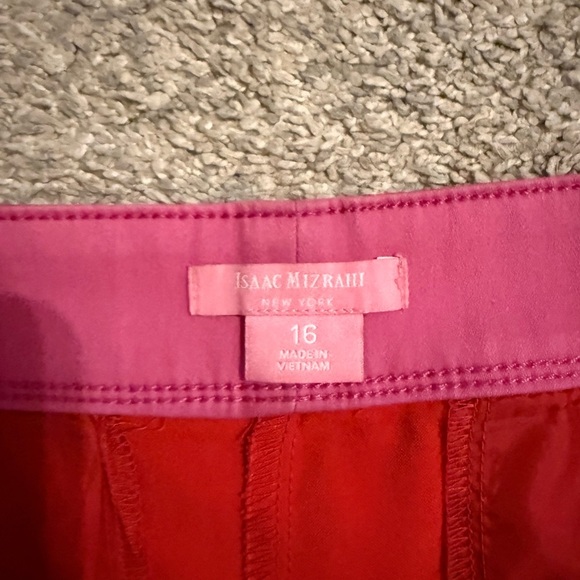 ISAAC MIZRAHI
NEW YORK
16
MADE IN
VIETNAM